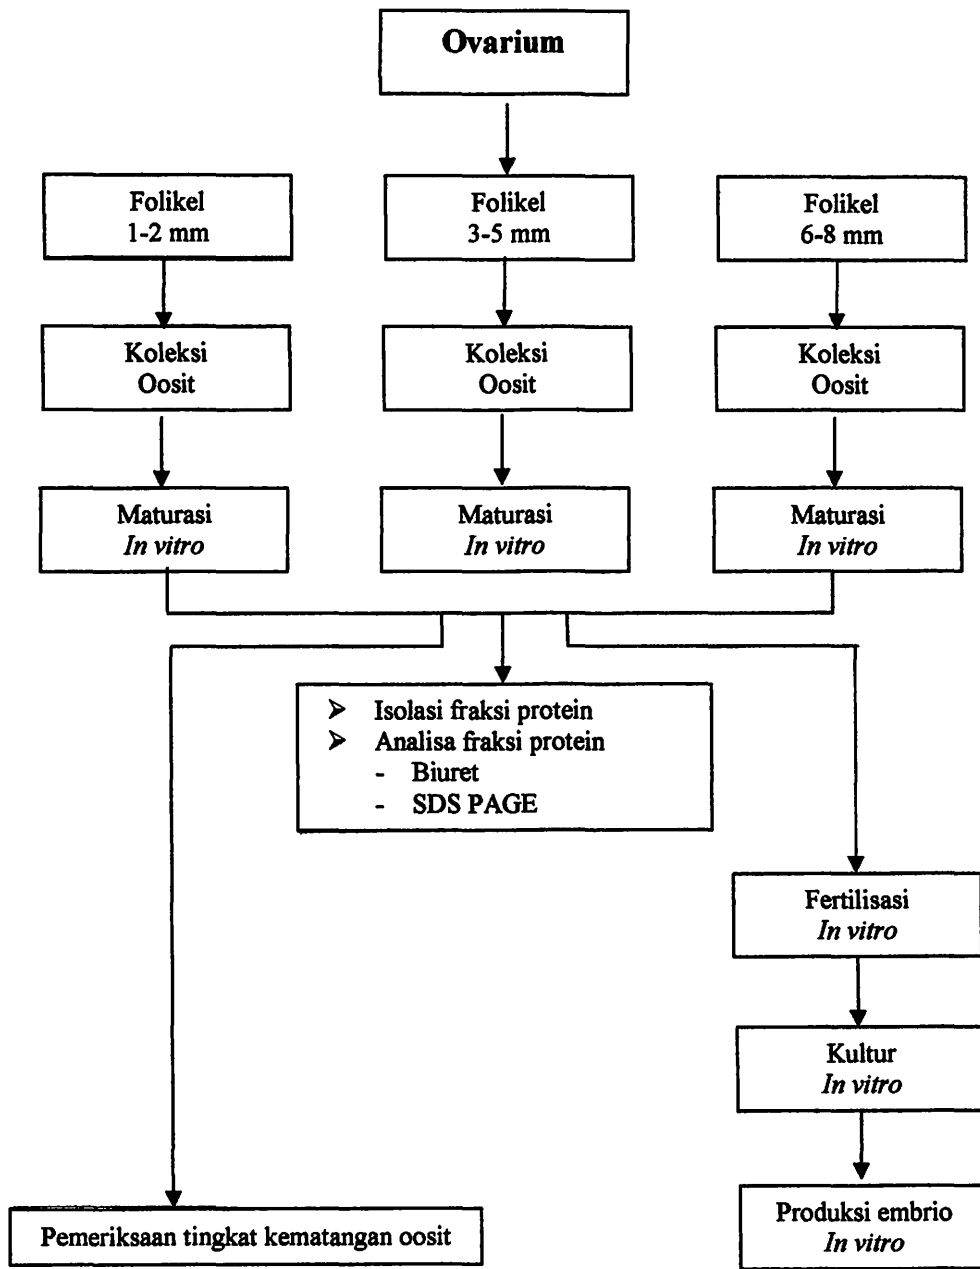 Ovarium
Folikel
1-2 mm
Folikel
3-5 mm
Folikel
6-8 mm
Koleksi
Oosit
Koleksi
Oosit
Koleksi
Oosit
Maturasi
In vitro
Maturasi
In vitro
Maturasi
In vitro
➢ Isolasi fraksi protein
➢ Analisa fraksi protein
- Biuret
- SDS PAGE
Fertilisasi
In vitro
Kultur
In vitro
Pemeriksaan tingkat kematangan oosit
Produksi embrio
In vitro